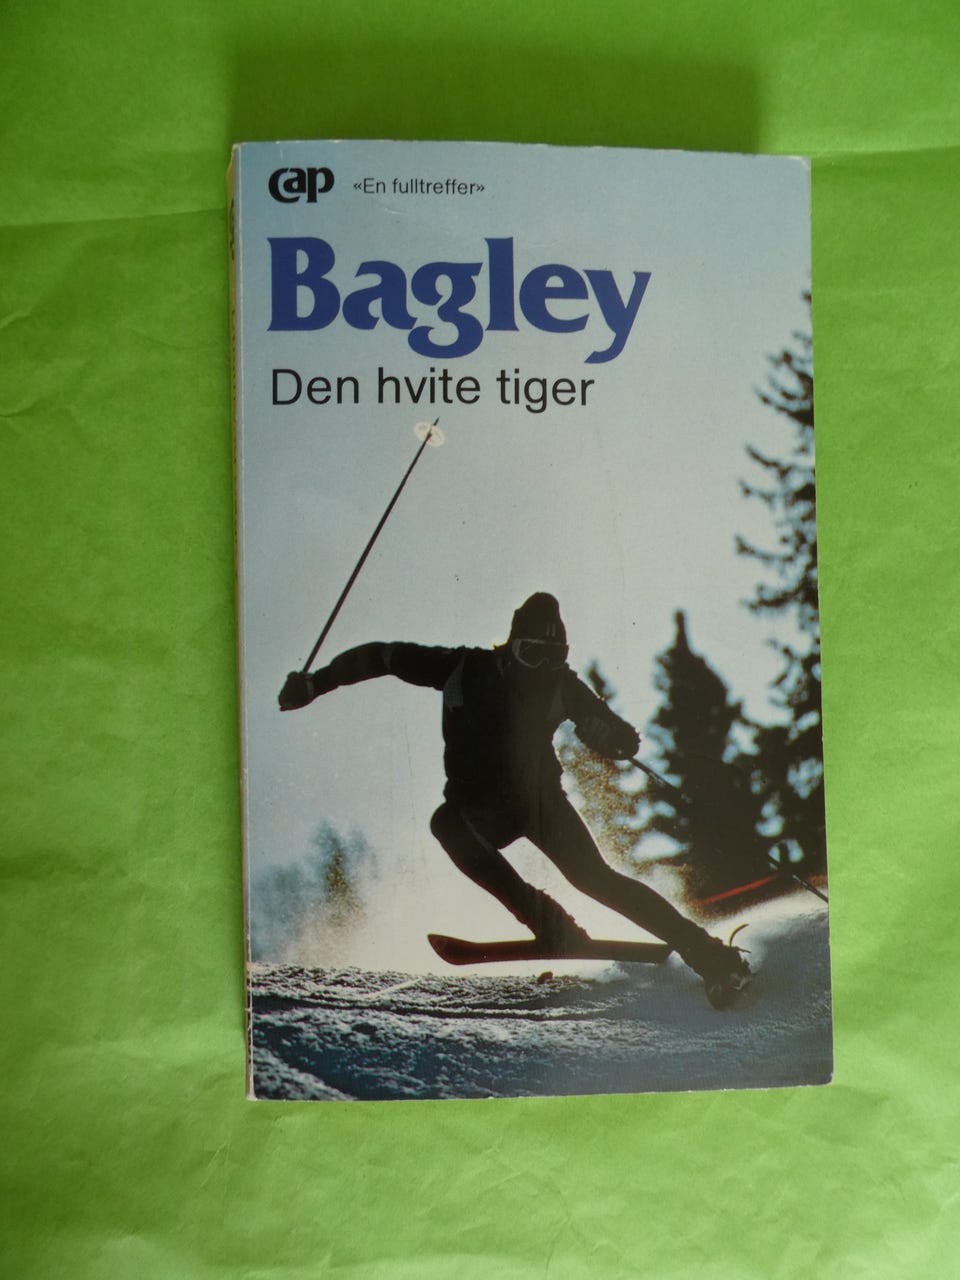 cap «En fulltreffer»
Bagley
Den hvite tiger